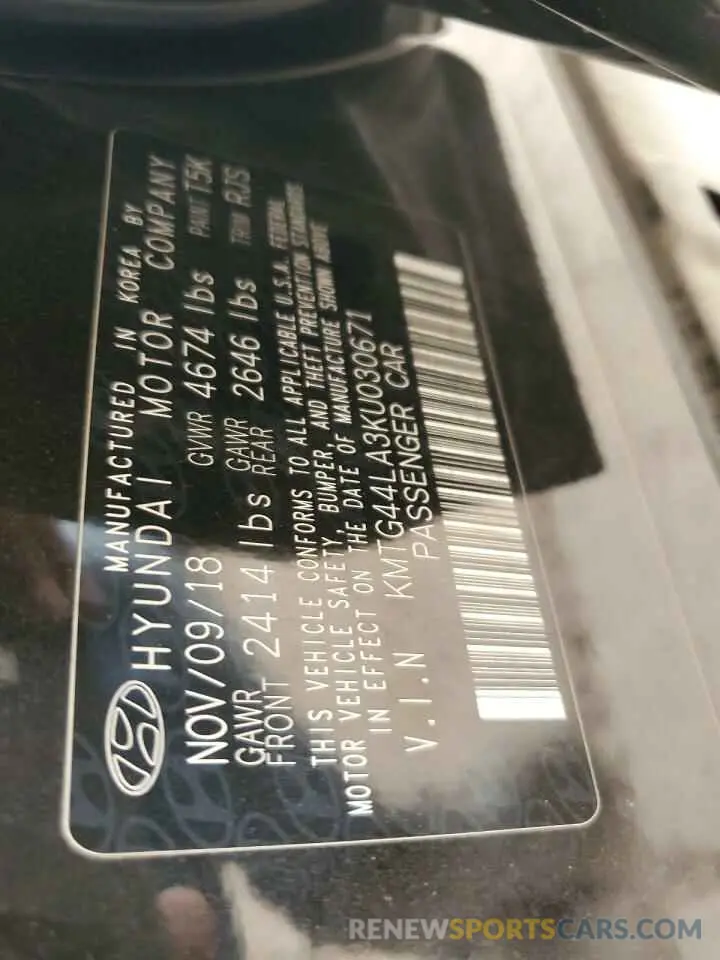 MANUFACTURED IN KOREA BY
HYUNDAI MOTOR COMPANY
NOV/09/18 GVWR 4674 lbs PAINT T5K
GAWR FRONT 2414 lbs GAWR REAR 2646 lbs TRIM RJS
THIS VEHICLE CONFORMS TO ALL APPLICABLE U.S.A. FEDERAL
MOTOR VEHICLE SAFETY, BUMPER, AND THEFT PREVENTION STANDARDS
IN EFFECT ON THE DATE OF MANUFACTURE SHOWN ABOVE
V.I.N KMTG44LA3KU030671
PASSENGER CAR
RENEWSPORTSCARS.COM